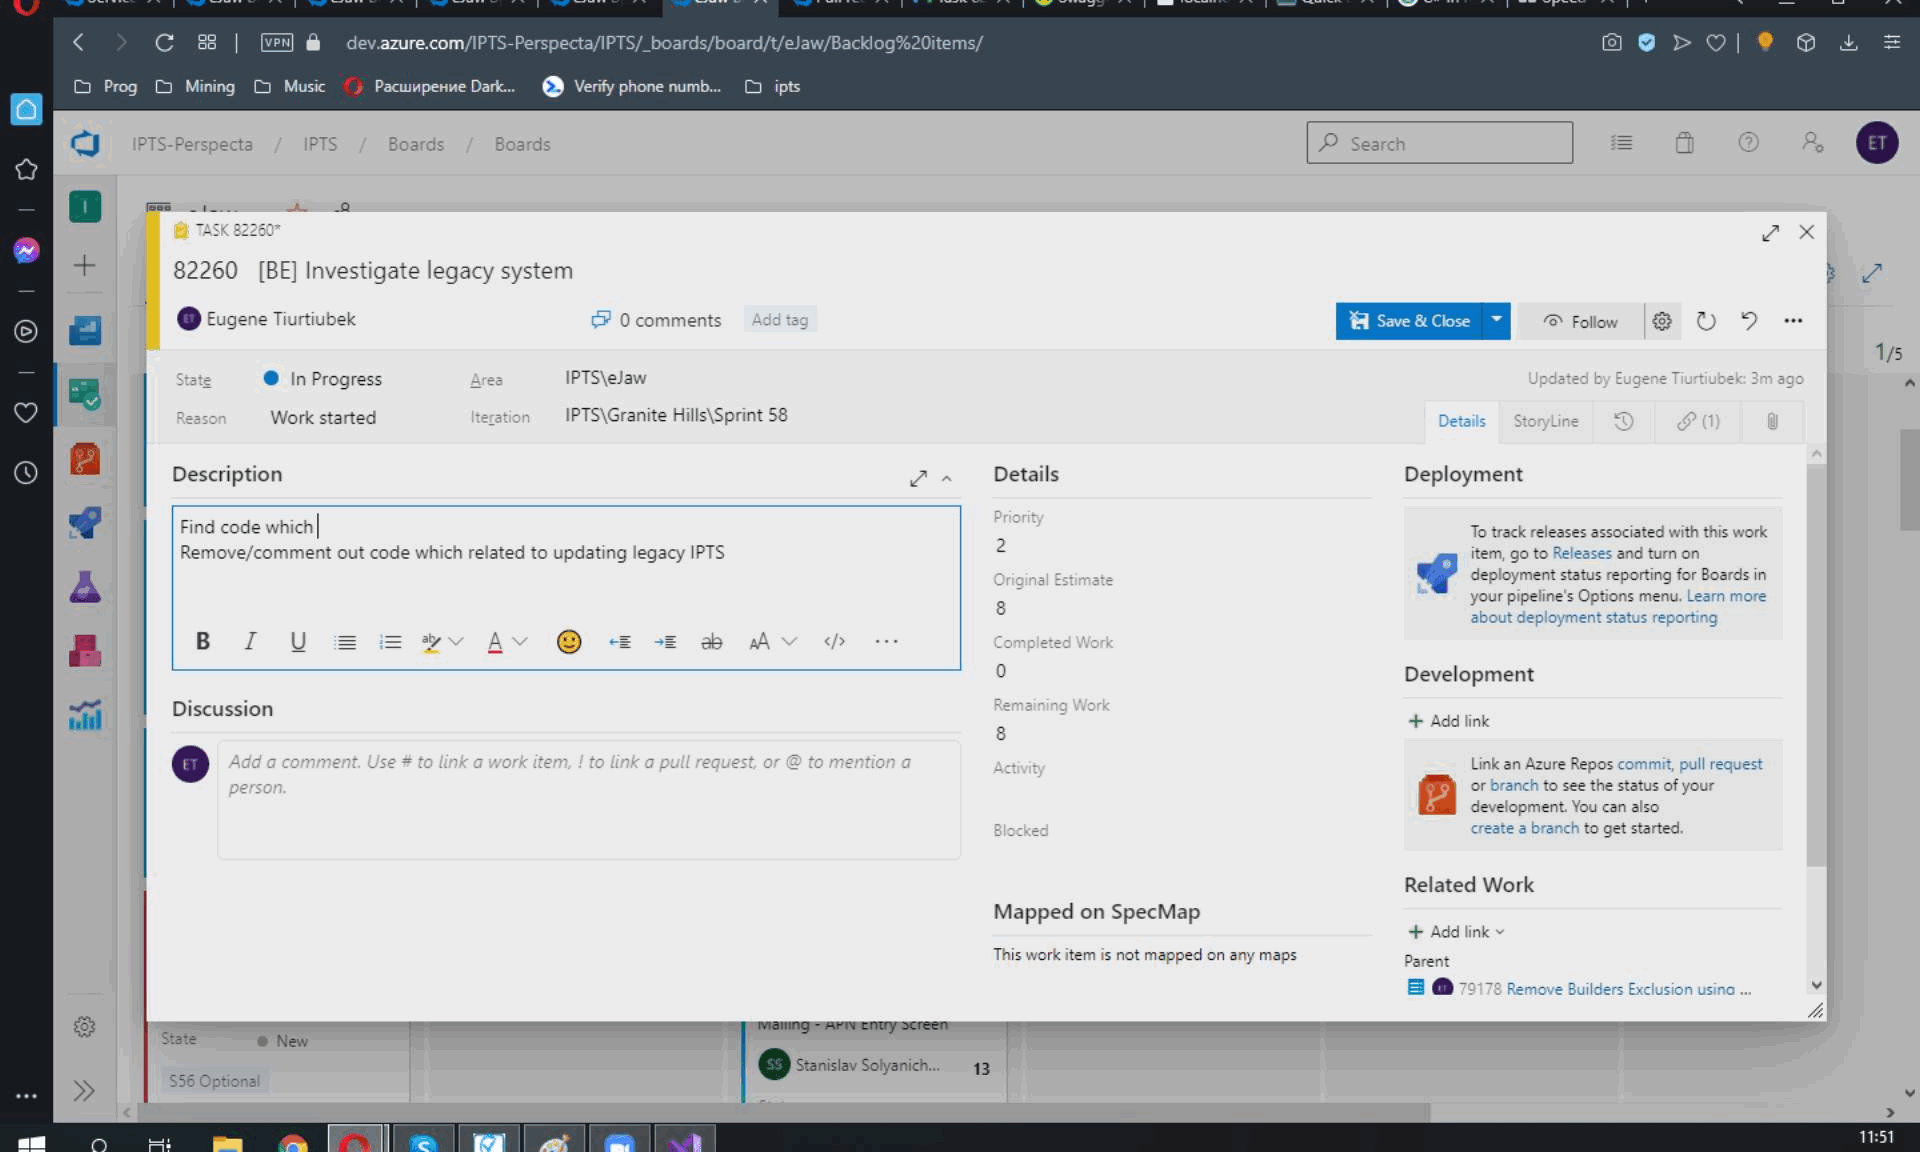 VPN
dev.azure.com/IPTS-Perspecta/IPTS/_boards/board/t/eJaw/Backlog%20items/
Prog
Mining
Music
Расширение Dark...
Verify phone numb...
ipts
IPTS-Perspecta / IPTS / Boards / Boards
Search
ET
I
TASK 82260*
82260 [BE] Investigate legacy system
ET Eugene Tiurtiubek
0 comments
Add tag
Save & Close
Follow
1/5
State In Progress
Area IPTS\eJaw
Updated by Eugene Tiurtiubek: 3m ago
Reason Work started
Iteration IPTS\Granite Hills\Sprint 58
Details
StoryLine
(1)
Description
Find code which
Remove/comment out code which related to updating legacy IPTS
B I U
Discussion
ET
Add a comment. Use # to link a work item, ! to link a pull request, or @ to mention a
person.
Details
Priority
2
Original Estimate
8
Completed Work
0
Remaining Work
8
Activity
Blocked
Mapped on SpecMap
This work item is not mapped on any maps
Deployment
To track releases associated with this work
item, go to Releases and turn on
deployment status reporting for Boards in
your pipeline's Options menu. Learn more
about deployment status reporting
Development
Add link
Link an Azure Repos commit, pull request
or branch to see the status of your
development. You can also
create a branch to get started.
Related Work
Add link
Parent
79178 Remove Builders Exclusion using ...
State New
S56 Optional
Mailing - APN Entry Screen
SS Stanislav Solyanich... 13
11:51